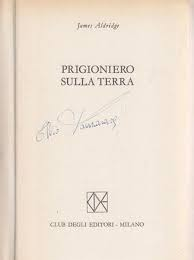 James Aldridge
PRIGIONIERO
SULLA TERRA
CLUB DEGLI EDITORI - MILANO